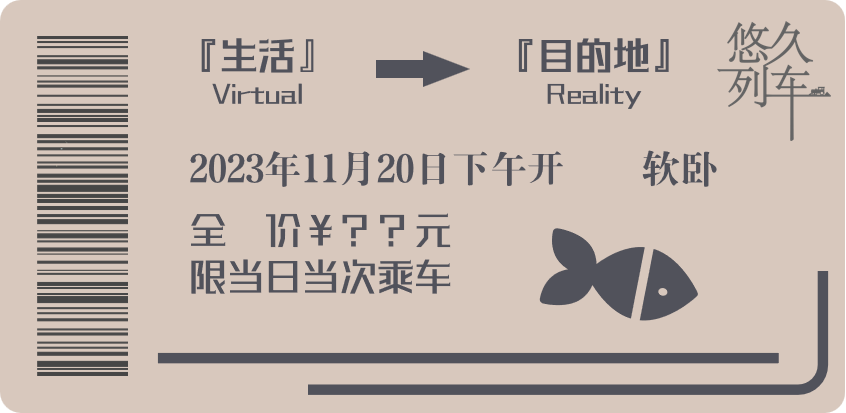 『生活』 『目的地』
Virtual Reality
悠久
列车
2023年11月20日下午开 软卧
全 价¥？？元
限当日当次乘车